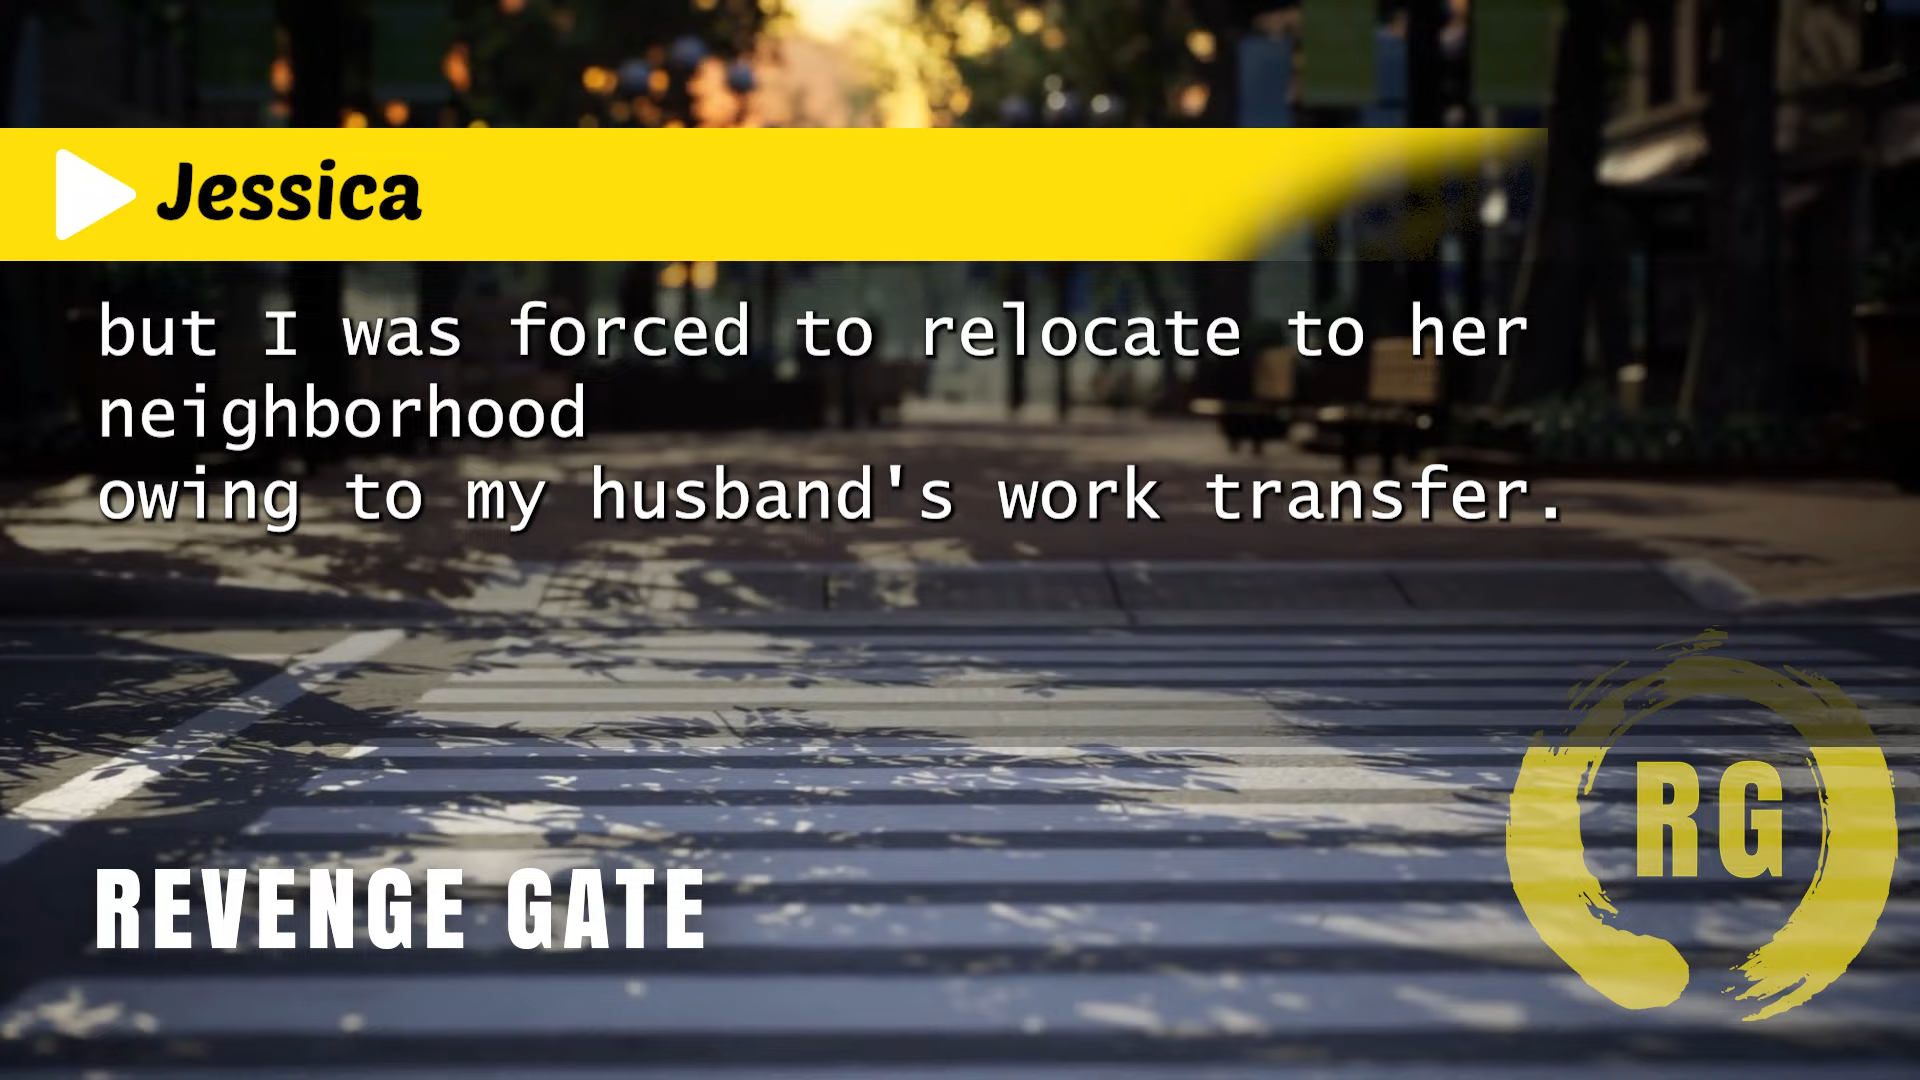 Jessica
but I was forced to relocate to her
neighborhood
owing to my husband's work transfer.
RG
REVENGE GATE